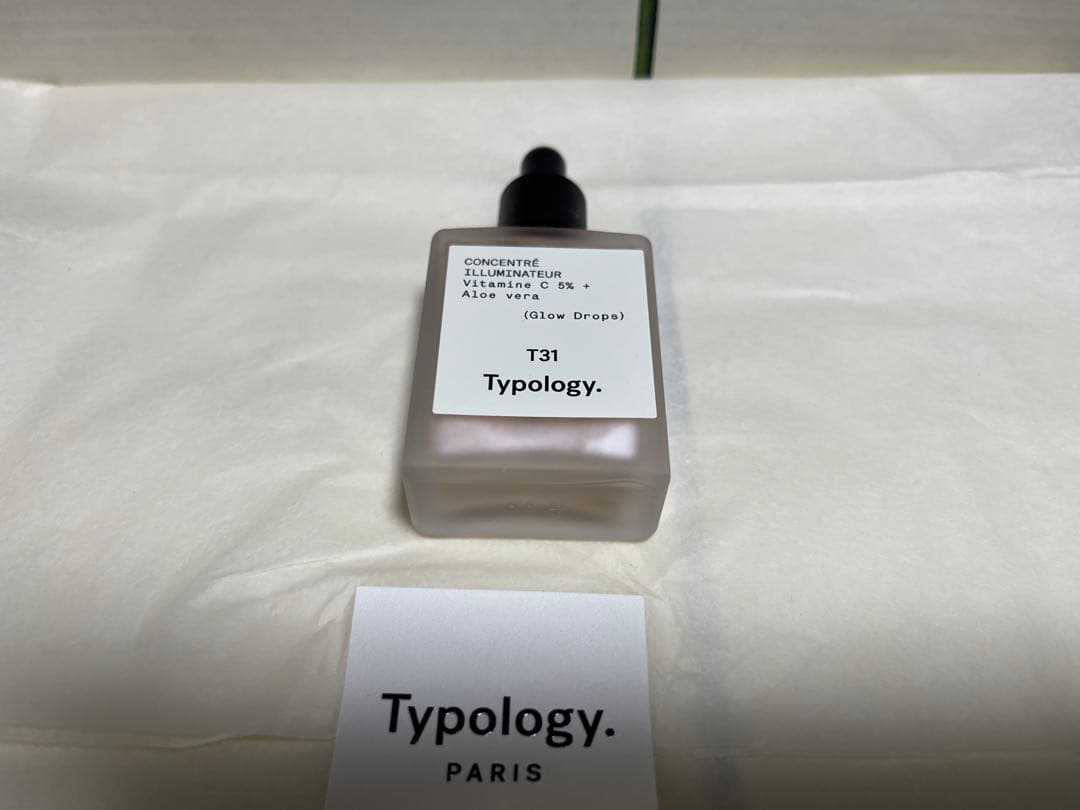 CONCENTRÉ
ILLUMINATEUR
Vitamine C 5% +
Aloe vera
(Glow Drops)
T31
Typology.
Typology.
PARIS